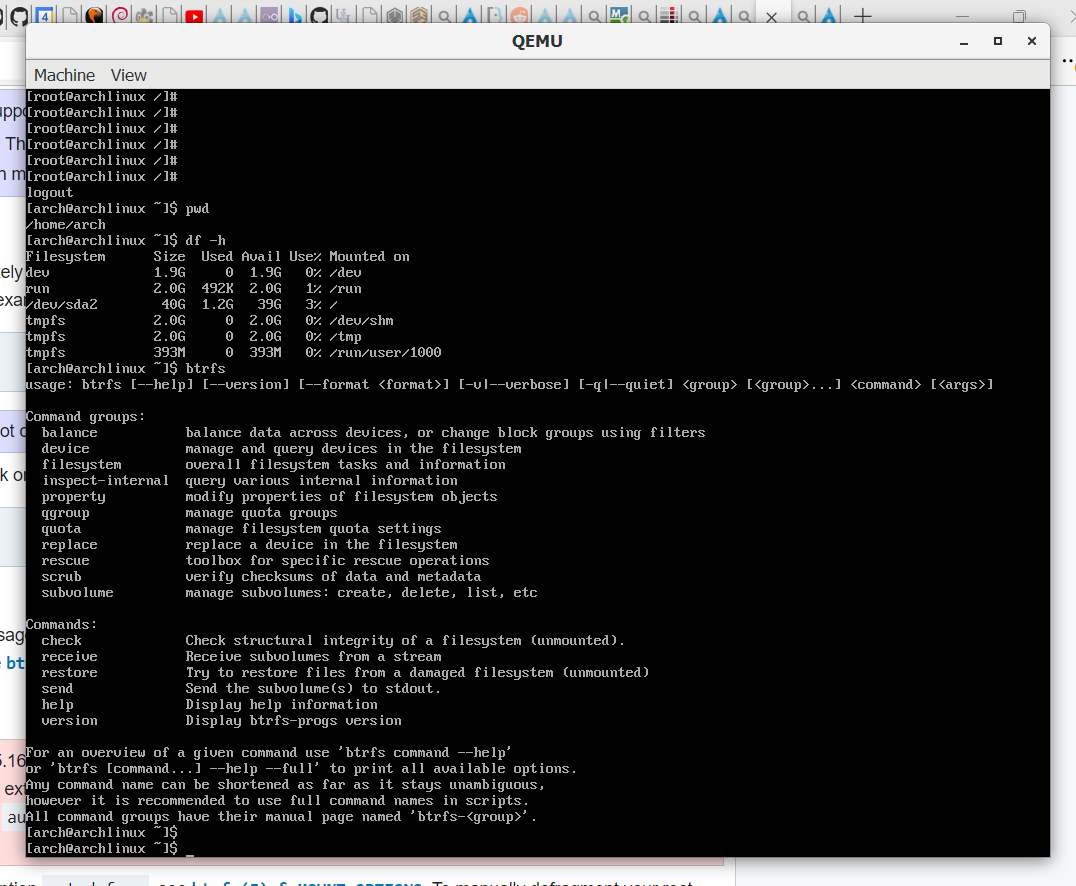 4
QEMU
Machine View
[root@archlinux /]#
[root@archlinux /]#
[root@archlinux /]#
[root@archlinux /]#
[root@archlinux /]#
[root@archlinux /]#
logout
[arch@archlinux ~]$ pwd
/home/arch
[arch@archlinux ~]$ df -h
Filesystem      Size  Used Avail Use% Mounted on
dev             1.9G     0  1.9G   0% /dev
run             2.0G  492K  2.0G   1% /run
/dev/sda2        40G  1.2G   39G   3% /
tmpfs           2.0G     0  2.0G   0% /dev/shm
tmpfs           2.0G     0  2.0G   0% /tmp
tmpfs           393M     0  393M   0% /run/user/1000
[arch@archlinux ~]$ btrfs
usage: btrfs [--help] [--version] [--format <format>] [-v|--verbose] [-q|--quiet] <group> [<group>...] <command> [<args>]
Command groups:
balance           balance data across devices, or change block groups using filters
device            manage and query devices in the filesystem
filesystem        overall filesystem tasks and information
inspect-internal  query various internal information
property          modify properties of filesystem objects
qgroup            manage quota groups
quota             manage filesystem quota settings
replace           replace a device in the filesystem
rescue            toolbox for specific rescue operations
scrub             verify checksums of data and metadata
subvolume         manage subvolumes: create, delete, list, etc
Commands:
check             Check structural integrity of a filesystem (unmounted).
receive           Receive subvolumes from a stream
restore           Try to restore files from a damaged filesystem (unmounted)
send              Send the subvolume(s) to stdout.
help              Display help information
version           Display btrfs-progs version
For an overview of a given command use 'btrfs command --help'
or 'btrfs [command...] --help --full' to print all available options.
Any command name can be shortened as far as it stays unambiguous,
however it is recommended to use full command names in scripts.
All command groups have their manual page named 'btrfs-<group>'.
[arch@archlinux ~]$
[arch@archlinux ~]$ _